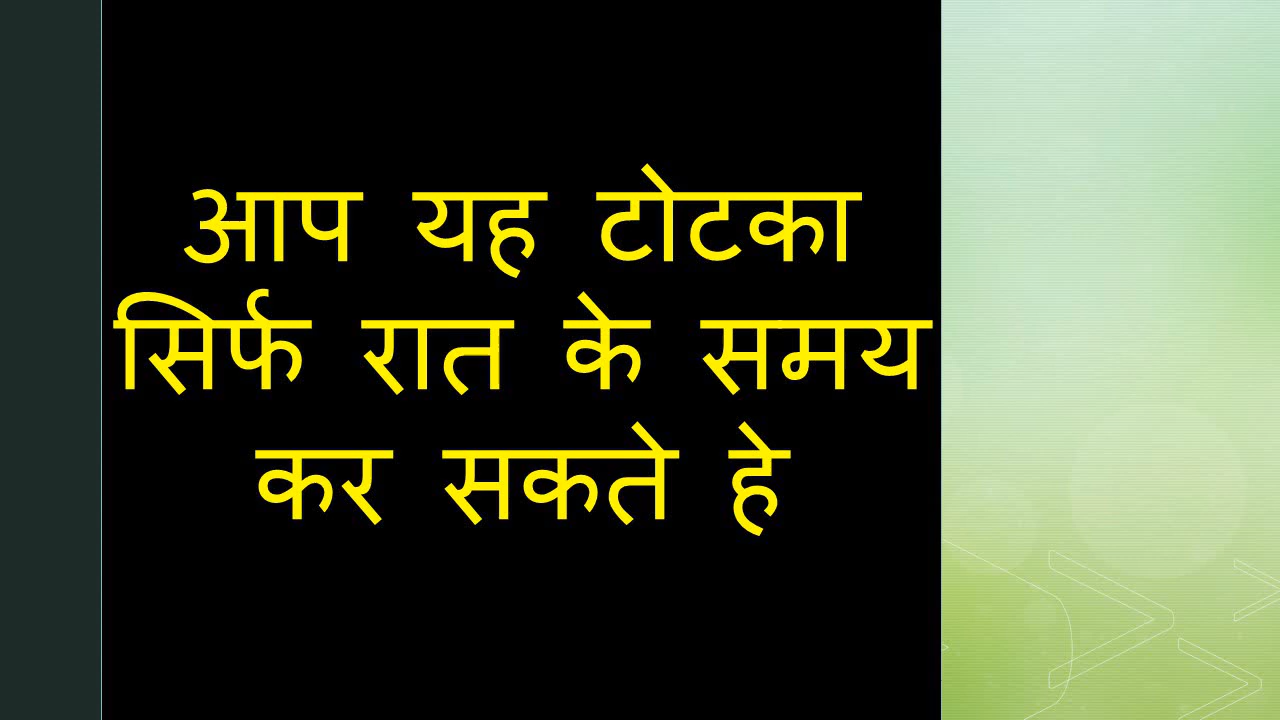 आप यह टोटका
सिर्फ रात के समय
कर सकते हे